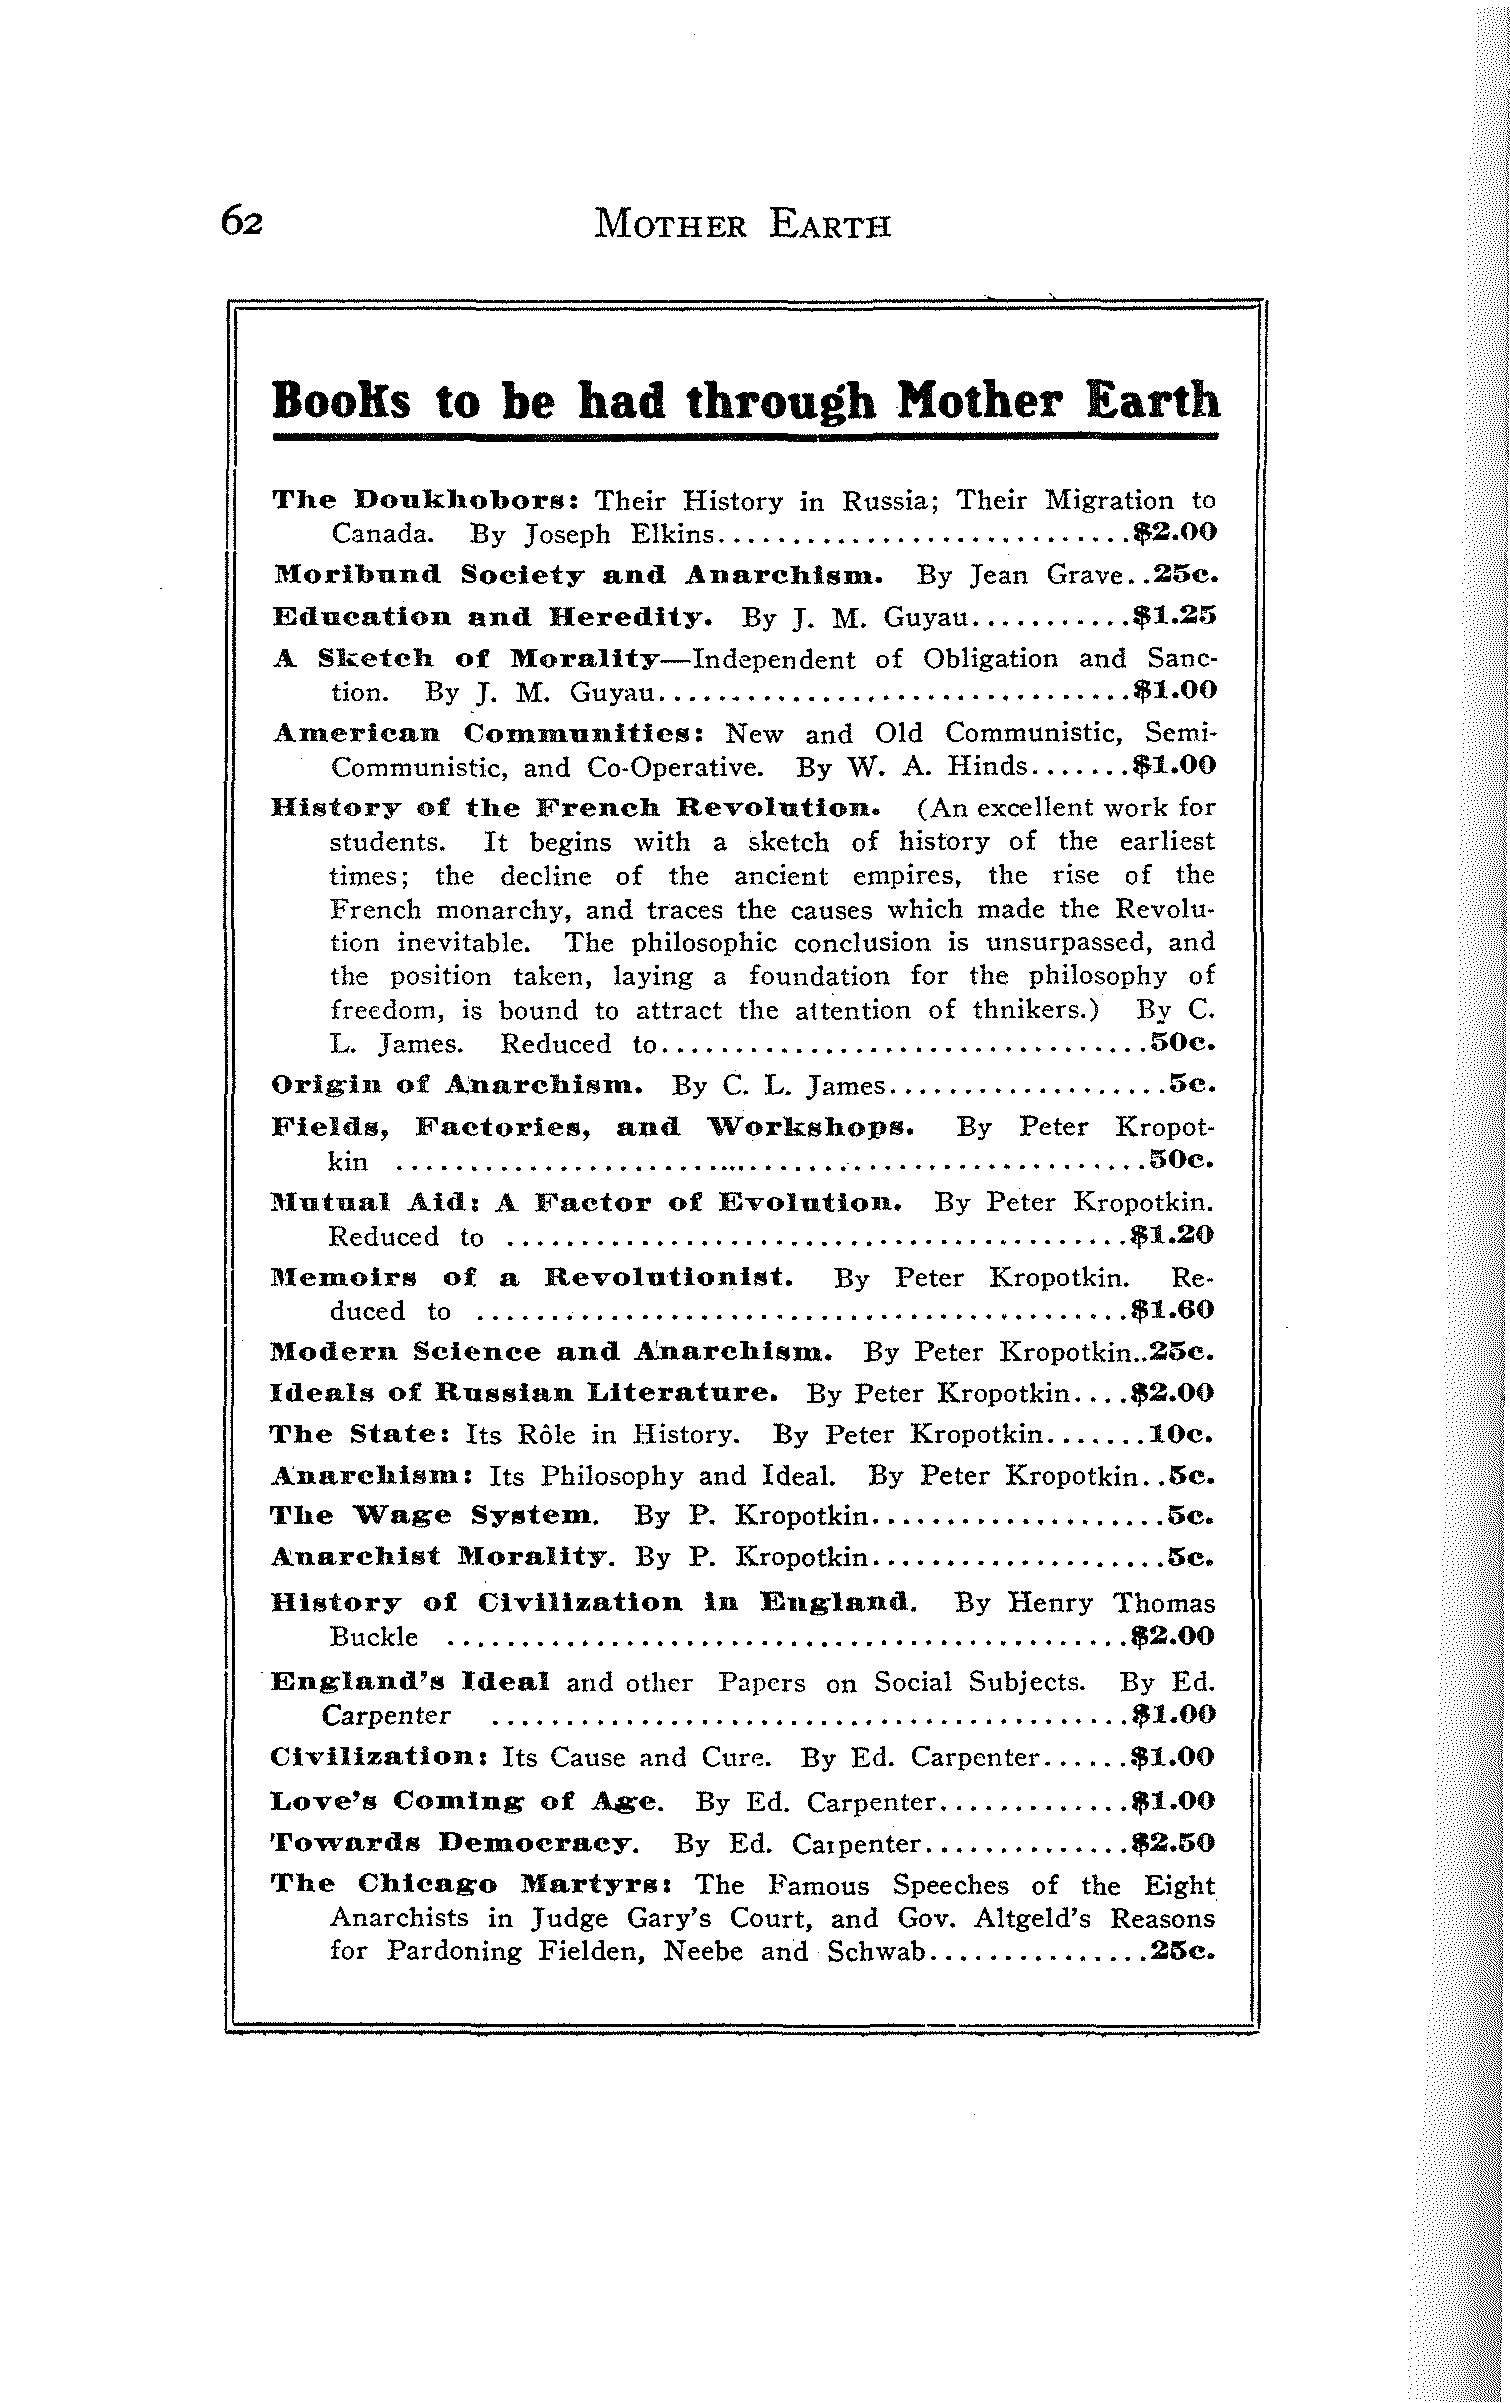 62 MOTHER EARTH
Books to be had through Mother Earth
The Doukhobors: Their History in Russia; Their Migration to
Canada. By Joseph Elkins............................$2.00
Moribund Society and Anarchism. By Jean Grave..25c.
Education and Heredity. By J. M. Guyau...........$1.25
A Sketch of Morality—Independent of Obligation and Sanc-
tion. By J. M. Guyau................................$1.00
American Communities: New and Old Communistic, Semi-
Communistic, and Co-Operative. By W. A. Hinds.......$1.00
History of the French Revolution. (An excellent work for
students. It begins with a sketch of history of the earliest
times; the decline of the ancient empires, the rise of the
French monarchy, and traces the causes which made the Revolu-
tion inevitable. The philosophic conclusion is unsurpassed, and
the position taken, laying a foundation for the philosophy of
freedom, is bound to attract the attention of thnikers.) By C.
L. James. Reduced to.................................50c.
Origin of Anarchism. By C. L. James...................5c.
Fields, Factories, and Workshops. By Peter Kropot-
kin ..................................................50c.
Mutual Aid: A Factor of Evolution. By Peter Kropotkin.
Reduced to ..........................................$1.20
Memoirs of a Revolutionist. By Peter Kropotkin. Re-
duced to ............................................$1.60
Modern Science and Anarchism. By Peter Kropotkin..25c.
Ideals of Russian Literature. By Peter Kropotkin....$2.00
The State: Its Rôle in History. By Peter Kropotkin.......10c.
Anarchism: Its Philosophy and Ideal. By Peter Kropotkin..5c.
The Wage System. By P. Kropotkin....................5c.
Anarchist Morality. By P. Kropotkin....................5c.
History of Civilization in England. By Henry Thomas
Buckle ..............................................$2.00
England's Ideal and other Papers on Social Subjects. By Ed.
Carpenter ...........................................$1.00
Civilization: Its Cause and Cure. By Ed. Carpenter......$1.00
Love's Coming of Age. By Ed. Carpenter.............$1.00
Towards Democracy. By Ed. Carpenter..............$2.50
The Chicago Martyrs: The Famous Speeches of the Eight
Anarchists in Judge Gary's Court, and Gov. Altgeld's Reasons
for Pardoning Fielden, Neebe and Schwab...............25c.